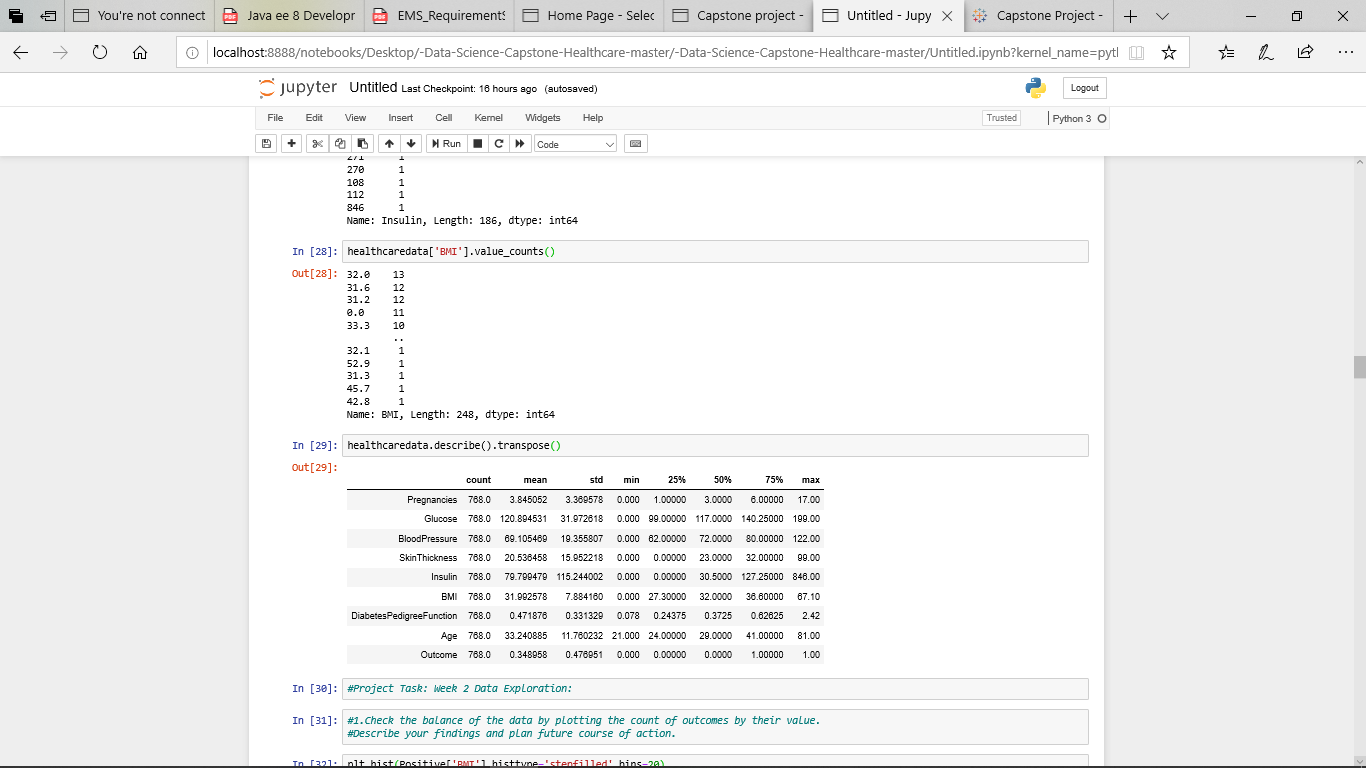 You're not connect
Java ee 8 Developr
EMS_Requirements
Home Page - Selec
Capstone project -
Untitled - Jupy
Capstone Project -
localhost:8888/notebooks/Desktop/-Data-Science-Capstone-Healthcare-master/-Data-Science-Capstone-Healthcare-master/Untitled.ipynb?kernel_name=pytl
jupyter Untitled Last Checkpoint: 16 hours ago (autosaved)
Logout
File Edit View Insert Cell Kernel Widgets Help
Trusted Python 3
Run Code
271 1
270 1
108 1
112 1
846 1
Name: Insulin, Length: 186, dtype: int64
In [28]: healthcaredata['BMI'].value_counts()
Out[28]: 32.0 13
31.6 12
31.2 12
0.0 11
33.3 10
..
32.1 1
52.9 1
31.3 1
45.7 1
42.8 1
Name: BMI, Length: 248, dtype: int64
In [29]: healthcaredata.describe().transpose()
Out[29]:
count mean std min 25% 50% 75% max
Pregnancies 768.0 3.845052 3.369578 0.000 1.00000 3.0000 6.00000 17.00
Glucose 768.0 120.894531 31.972618 0.000 99.00000 117.0000 140.25000 199.00
BloodPressure 768.0 69.105469 19.355807 0.000 62.00000 72.0000 80.00000 122.00
SkinThickness 768.0 20.536458 15.952218 0.000 0.00000 23.0000 32.00000 99.00
Insulin 768.0 79.799479 115.244002 0.000 0.00000 30.5000 127.25000 846.00
BMI 768.0 31.992578 7.884160 0.000 27.30000 32.0000 36.60000 67.10
DiabetesPedigreeFunction 768.0 0.471876 0.331329 0.078 0.24375 0.3725 0.62625 2.42
Age 768.0 33.240885 11.760232 21.000 24.00000 29.0000 41.00000 81.00
Outcome 768.0 0.348958 0.476951 0.000 0.00000 0.0000 1.00000 1.00
In [30]: #Project Task: Week 2 Data Exploration:
In [31]: #1.Check the balance of the data by plotting the count of outcomes by their value.
#Describe your findings and plan future course of action.
In [32]: plt.hist(Positive['BMI'],histtype='stepfilled',bins=20)